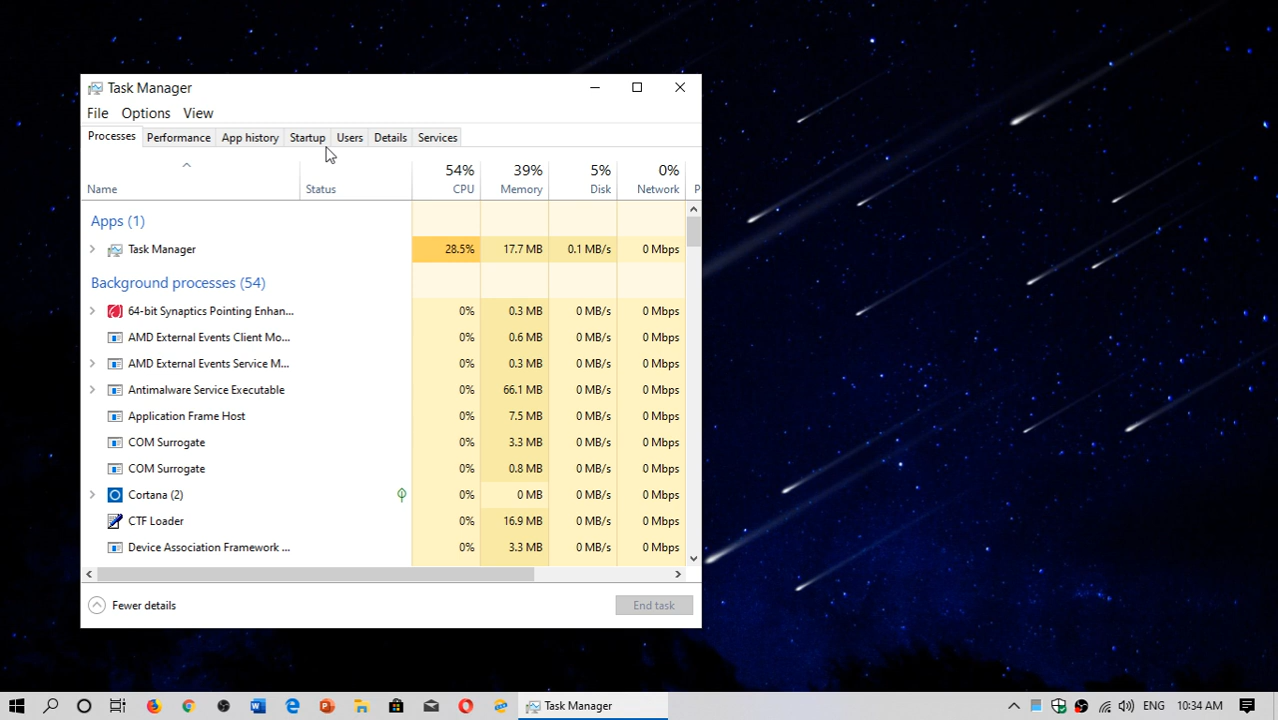 Task Manager
File Options View
Processes Performance App history Startup Users Details Services
54% 39% 5% 0%
Name Status CPU Memory Disk Network P
Apps (1)
Task Manager 28.5% 17.7 MB 0.1 MB/s 0 Mbps
Background processes (54)
64-bit Synaptics Pointing Enhan... 0% 0.3 MB 0 MB/s 0 Mbps
AMD External Events Client Mo... 0% 0.6 MB 0 MB/s 0 Mbps
AMD External Events Service M... 0% 0.3 MB 0 MB/s 0 Mbps
Antimalware Service Executable 0% 66.1 MB 0 MB/s 0 Mbps
Application Frame Host 0% 7.5 MB 0 MB/s 0 Mbps
COM Surrogate 0% 3.3 MB 0 MB/s 0 Mbps
COM Surrogate 0% 0.8 MB 0 MB/s 0 Mbps
Cortana (2) 0% 0 MB 0 MB/s 0 Mbps
CTF Loader 0% 16.9 MB 0 MB/s 0 Mbps
Device Association Framework ... 0% 3.3 MB 0 MB/s 0 Mbps
Fewer details End task
Task Manager ENG 10:34 AM